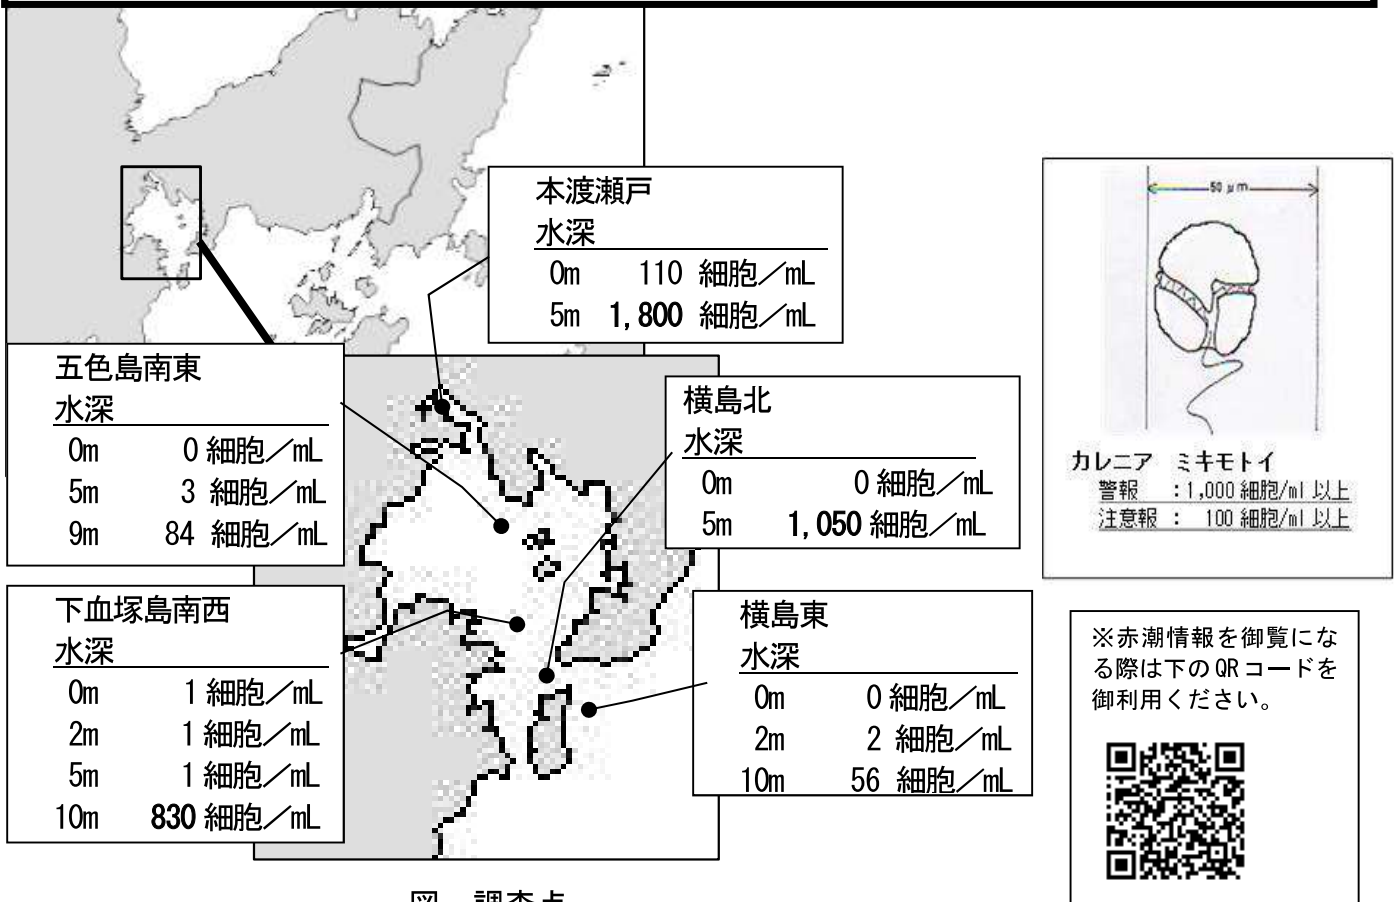 本渡瀬戸
水深
0m 110 細胞／mL
5m 1,800 細胞／mL
五色島南東
水深
0m 0 細胞／mL
5m 3 細胞／mL
9m 84 細胞／mL
横島北
水深
0m 0 細胞／mL
5m 1,050 細胞／mL
下血塚島南西
水深
0m 1 細胞／mL
2m 1 細胞／mL
5m 1 細胞／mL
10m 830 細胞／mL
横島東
水深
0m 0 細胞／mL
2m 2 細胞／mL
10m 56 細胞／mL
50 μm
カレニア ミキモトイ
警報 ：1,000 細胞/ml 以上
注意報 ： 100 細胞/ml 以上
※赤潮情報を御覧にな
る際は下のQRコードを
御利用ください。
図 調査点